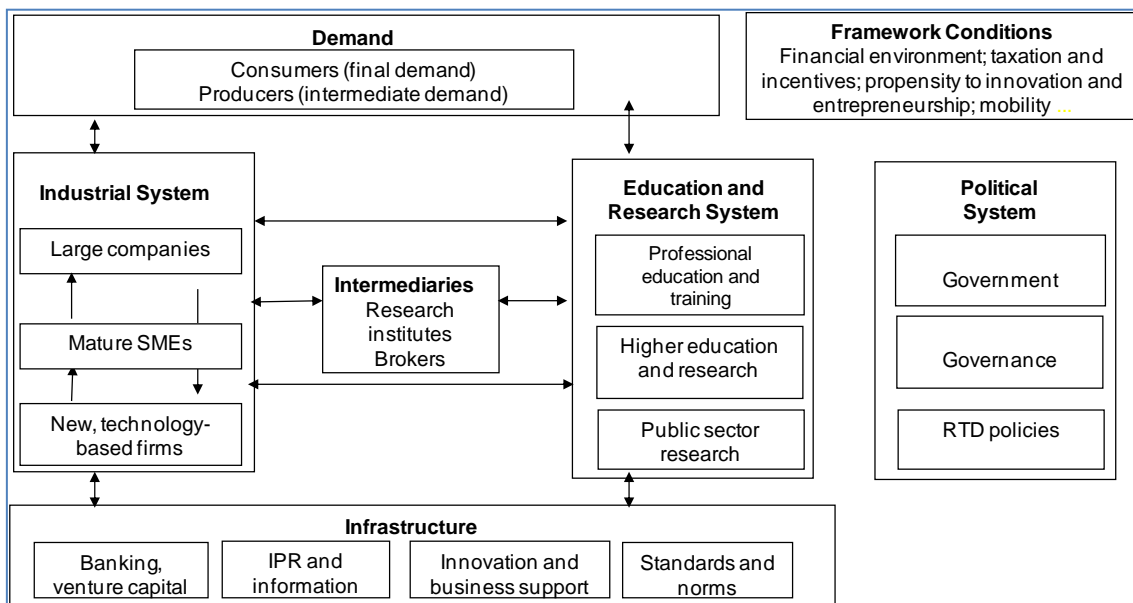 Demand
Consumers (final demand)
Producers (intermediate demand)
Framework Conditions
Financial environment; taxation and
incentives; propensity to innovation and
entrepreneurship; mobility ...
Industrial System
Large companies
Mature SMEs
New, technology-
based firms
Intermediaries
Research
institutes
Brokers
Education and
Research System
Professional
education and
training
Higher education
and research
Public sector
research
Political
System
Government
Governance
RTD policies
Infrastructure
Banking,
venture capital
IPR and
information
Innovation and
business support
Standards and
norms